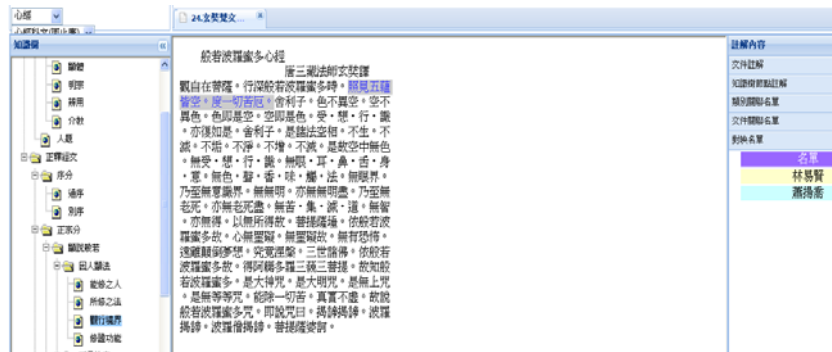 心經
24.玄奘譯文...
知識欄
顯體
明宗
辨用
介教
人題
正釋經文
序分
通序
別序
正宗分
顯說般若
因人顯法
能修之人
所修之法
觀行境界
修證功能
般若波羅蜜多心經
唐三藏法師玄奘譯
觀自在菩薩。行深般若波羅蜜多時。照見五蘊
皆空。度一切苦厄。舍利子。色不異空。空不
異色。色即是空。空即是色。受.想.行.識
。亦復如是。舍利子。是諸法空相。不生。不
滅。不垢。不淨。不增。不減。是故空中無色
。無受.想.行.識。無眼.耳.鼻.舌.身
.意。無色.聲.香.味.觸.法。無眼界。
乃至無意識界。無無明。亦無無明盡。乃至無
老死。亦無老死盡。無苦.集.滅.道。無智
。亦無得。以無所得故。菩提薩埵。依般若波
羅蜜多故。心無罣礙。無罣礙故。無有恐怖。
遠離顛倒夢想。究竟涅槃。三世諸佛。依般若
波羅蜜多故。得阿耨多羅三藐三菩提。故知般
若波羅蜜多。是大神咒。是大明咒。是無上咒
。是無等等咒。能除一切苦。真實不虛。故說
般若波羅蜜多咒。即說咒曰。揭諦揭諦。波羅
揭諦。波羅僧揭諦。菩提薩婆訶。
註解內容
文件註解
知識樹節點註解
類別關聯名單
文件關聯名單
對映名單
名單
林易賢
蕭揚喬